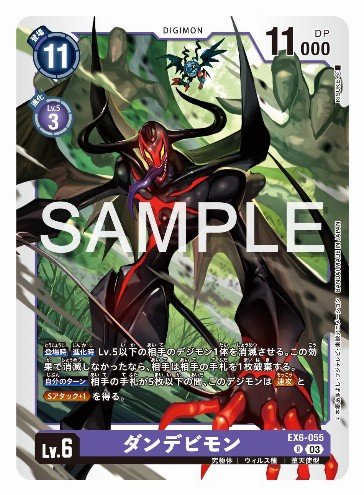 DIGIMON
登場
11
DP
11000
進化
Lv.5
3
SAMPLE
登場時 進化時 Lv.5以下の相手のデジモン1体を消滅させる。この効
果で消滅しなかったなら、相手は相手の手札を1枚破棄する。
自分のターン 相手の手札が5枚以下の間、このデジモンは 速攻 と
Sアタック+1 を得る。
EX6-055
Lv.6
ダンデビモン
R 03
究極体 ウィルス種 堕天使型